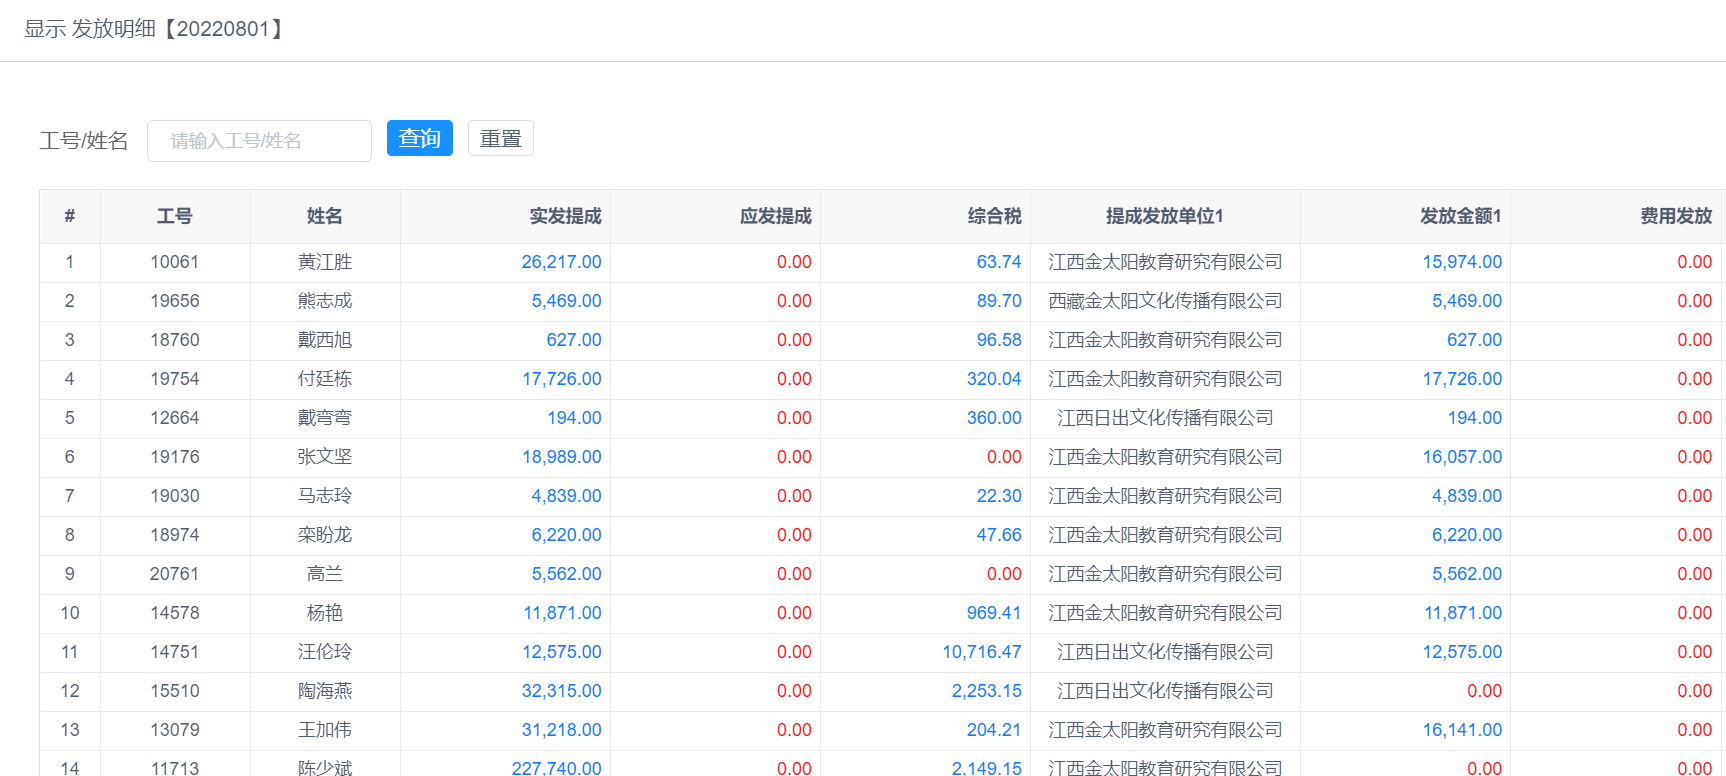 显示 发放明细【20220801】
工号/姓名 请输入工号/姓名 查询 重置
# 工号 姓名 实发提成 应发提成 综合税 提成发放单位1 发放金额1 费用发放
1 10061 黄江胜 26,217.00 0.00 63.74 江西金太阳教育研究有限公司 15,974.00 0.00
2 19656 熊志成 5,469.00 0.00 89.70 西藏金太阳文化传播有限公司 5,469.00 0.00
3 18760 戴西旭 627.00 0.00 96.58 江西金太阳教育研究有限公司 627.00 0.00
4 19754 付廷栋 17,726.00 0.00 320.04 江西金太阳教育研究有限公司 17,726.00 0.00
5 12664 戴弯弯 194.00 0.00 360.00 江西日出文化传播有限公司 194.00 0.00
6 19176 张文坚 18,989.00 0.00 0.00 江西金太阳教育研究有限公司 16,057.00 0.00
7 19030 马志玲 4,839.00 0.00 22.30 江西金太阳教育研究有限公司 4,839.00 0.00
8 18974 栾盼龙 6,220.00 0.00 47.66 江西金太阳教育研究有限公司 6,220.00 0.00
9 20761 高兰 5,562.00 0.00 0.00 江西金太阳教育研究有限公司 5,562.00 0.00
10 14578 杨艳 11,871.00 0.00 969.41 江西金太阳教育研究有限公司 11,871.00 0.00
11 14751 汪伦玲 12,575.00 0.00 10,716.47 江西日出文化传播有限公司 12,575.00 0.00
12 15510 陶海燕 32,315.00 0.00 2,253.15 江西日出文化传播有限公司 0.00 0.00
13 13079 王加伟 31,218.00 0.00 204.21 江西金太阳教育研究有限公司 16,141.00 0.00
14 11713 陈少斌 227,740.00 0.00 2,149.15 江西金太阳教育研究有限公司 0.00 0.00